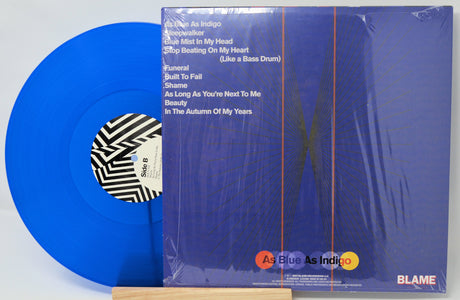 As Blue As Indigo
Sleepwalker
Blue Mist In My Head
Stop Beating On My Heart
(Like a Bass Drum)
Funeral
Built To Fail
Shame
As Long As You're Next To Me
Beauty
In The Autumn Of My Years
Side B
As Blue As Indigo
BLAME